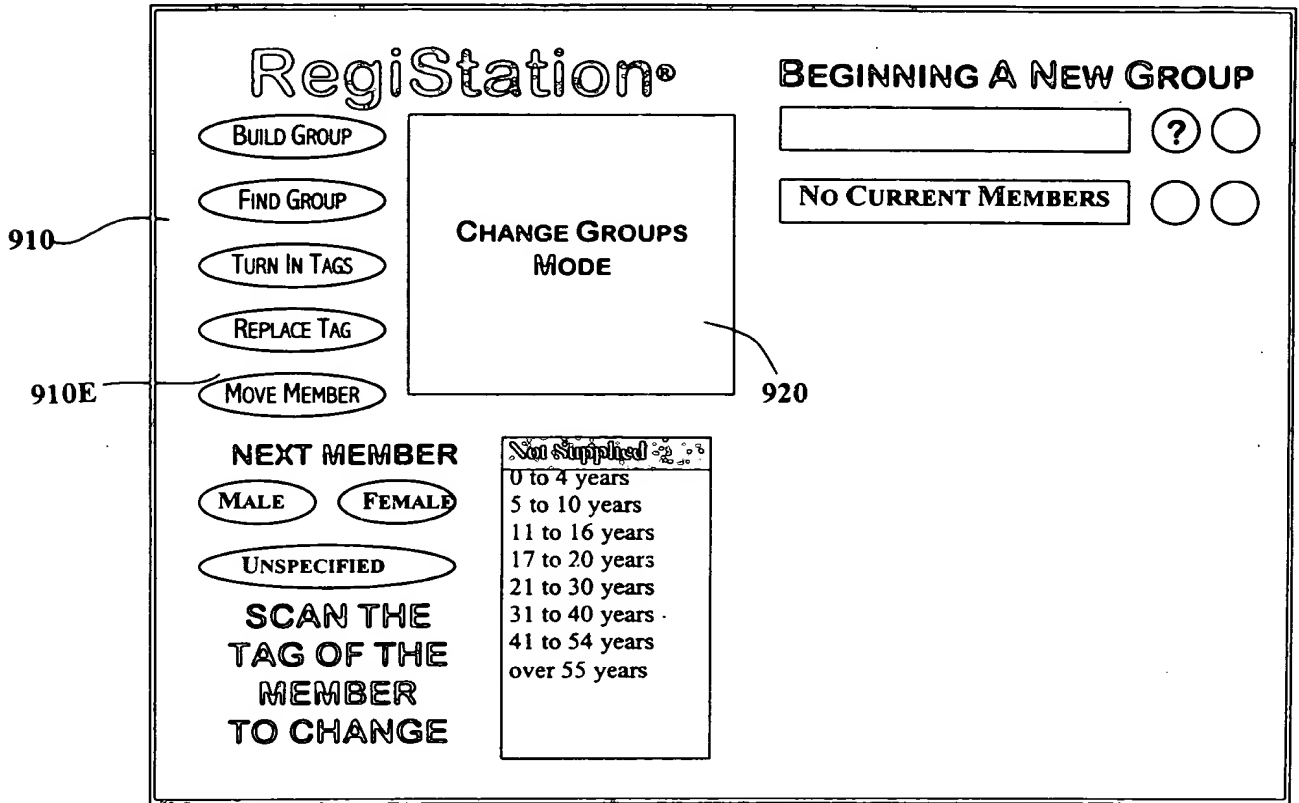 RegiStation®
BEGINNING A NEW GROUP
BUILD GROUP
?
FIND GROUP
NO CURRENT MEMBERS
910
CHANGE GROUPS
MODE
TURN IN TAGS
REPLACE TAG
910E
MOVE MEMBER
920
NEXT MEMBER
Not Supplied
MALE
FEMALE
0 to 4 years
5 to 10 years
11 to 16 years
17 to 20 years
21 to 30 years
31 to 40 years
41 to 54 years
over 55 years
UNSPECIFIED
SCAN THE
TAG OF THE
MEMBER
TO CHANGE